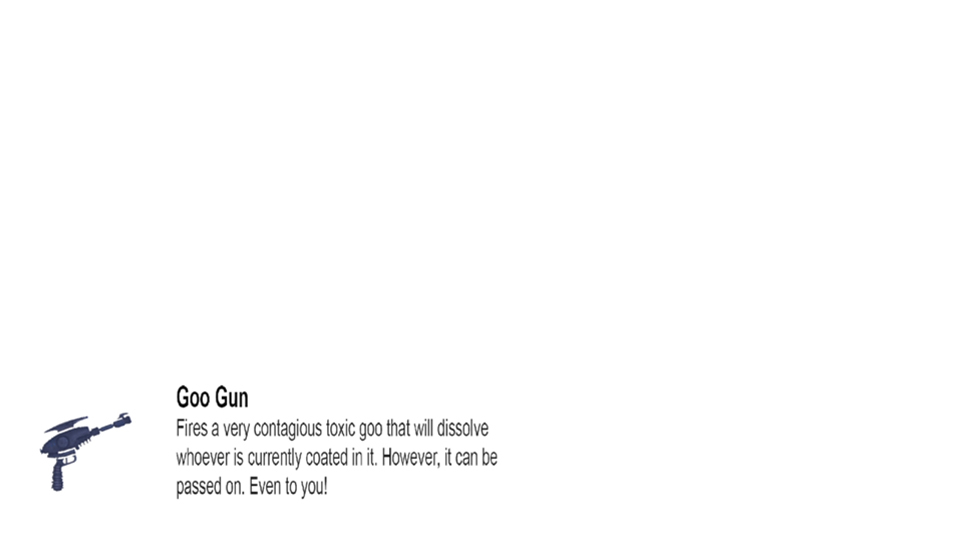 Goo Gun
Fires a very contagious toxic goo that will dissolve
whoever is currently coated in it. However, it can be
passed on. Even to you!